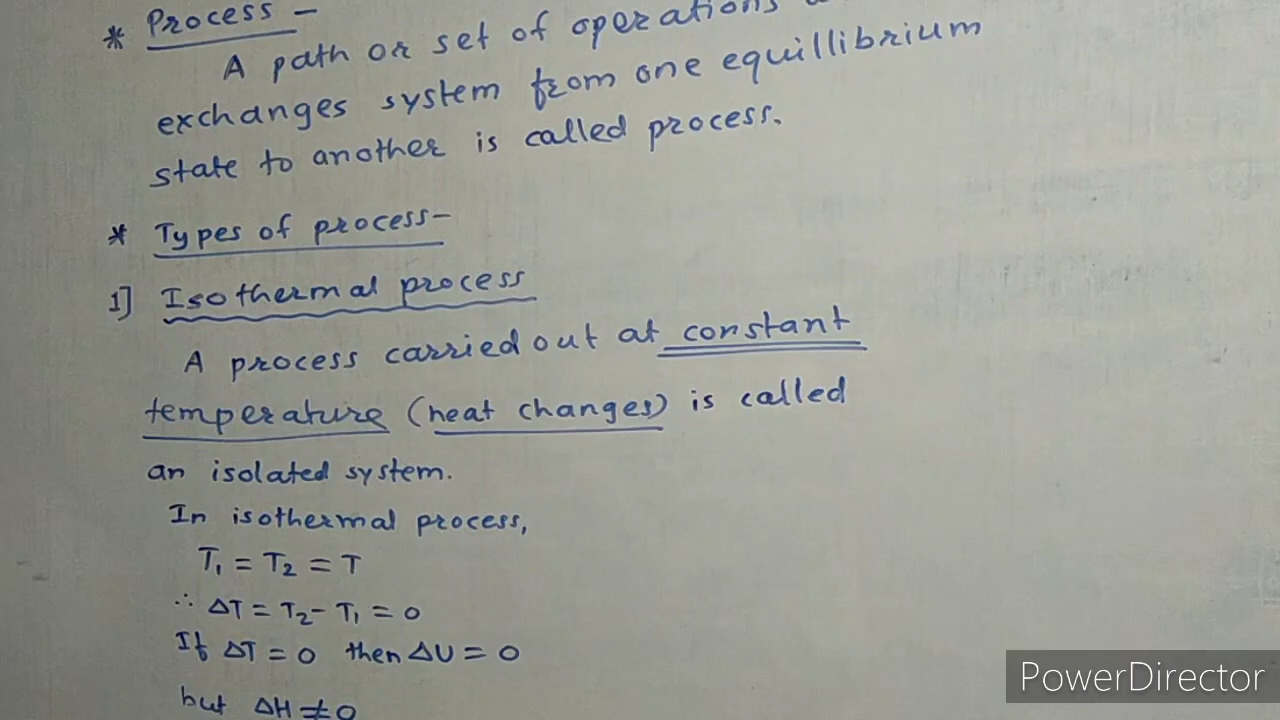 * Process -
A path or set of operations
exchanges system from one equillibrium
state to another is called process.
* Types of process-
1] Isothermal process
A process carried out at constant
temperature (heat changes) is called
an isolated system.
In isothermal process,
T₁ = T₂ = T
∴ ΔT = T₂ - T₁ = 0
If ΔT = 0 then ΔU = 0
but ΔH ≠ 0
PowerDirector